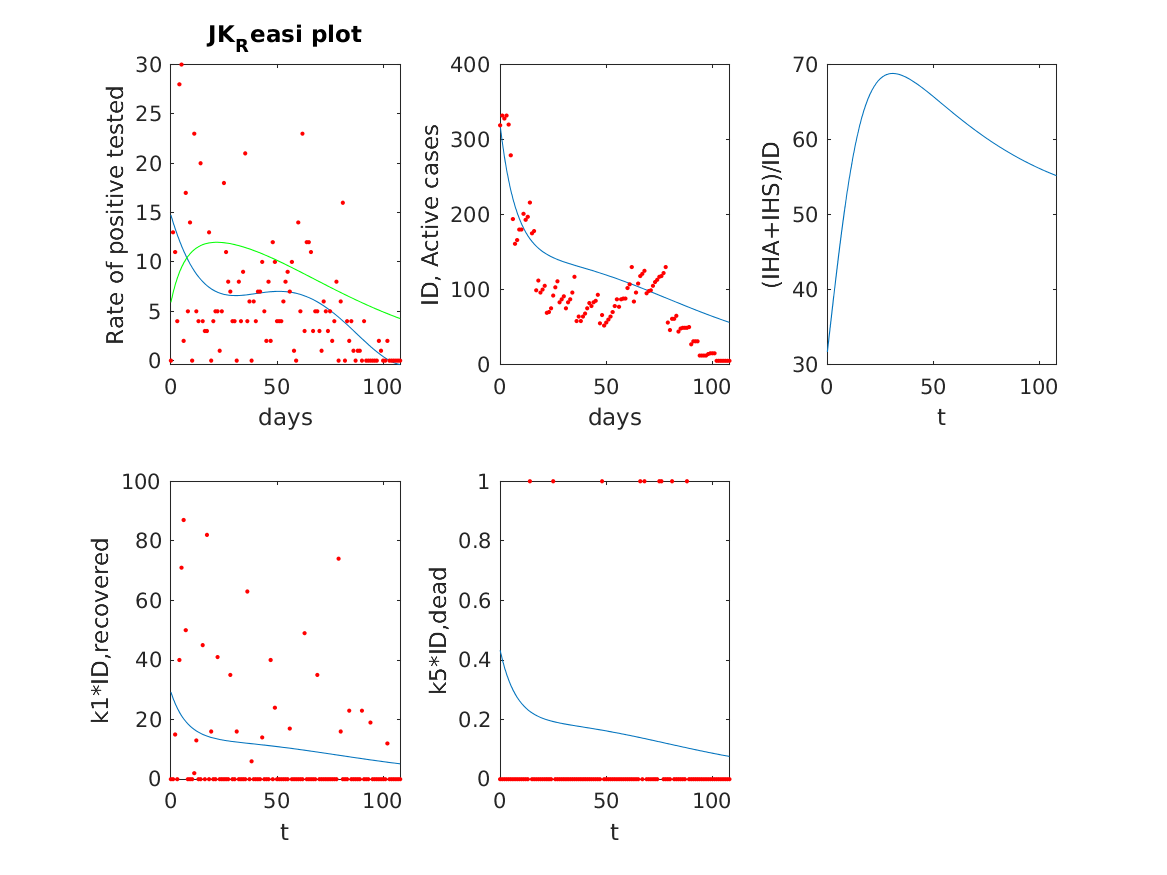 JK_Reasi plot
30
25
20
15
10
5
0
Rate of positive tested
0 50 100
days
400
300
200
100
0
ID, Active cases
0 50 100
days
70
60
50
40
30
(IHA+IHS)/ID
0 50 100
t
100
80
60
40
20
0
k1*ID,recovered
0 50 100
t
1
0.8
0.6
0.4
0.2
0
k5*ID,dead
0 50 100
t